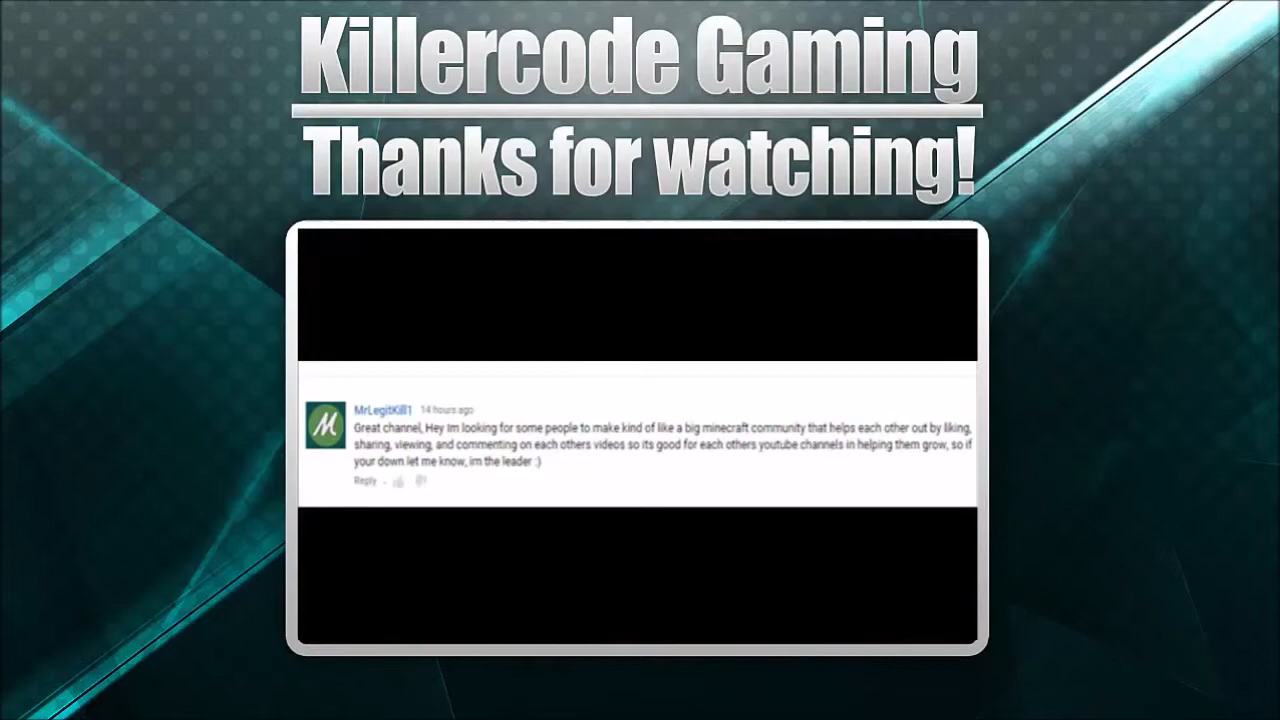 Killercode Gaming
Thanks for watching!
MrLegitKill1 14 hours ago
Great channel, Hey Im looking for some people to make kind of like a big minecraft community that helps each other out by liking,
sharing, viewing, and commenting on each others videos so its good for each others youtube channels in helping them grow, so if
your down let me know, im the leader :)
Reply